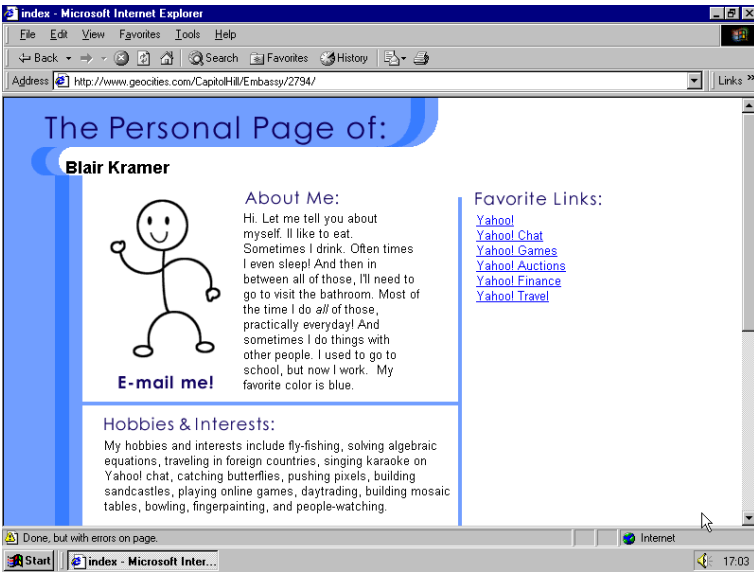 index - Microsoft Internet Explorer
File Edit View Favorites Tools Help
Back Search Favorites History
Address http://www.geocities.com/CapitolHill/Embassy/2794/ Links »
The Personal Page of:
Blair Kramer
About Me:
Hi. Let me tell you about
myself. II like to eat.
Sometimes I drink. Often times
I even sleep! And then in
between all of those, I'll need to
go to visit the bathroom. Most of
the time I do all of those,
practically everyday! And
sometimes I do things with
other people. I used to go to
school, but now I work. My
favorite color is blue.
E-mail me!
Favorite Links:
Yahoo!
Yahoo! Chat
Yahoo! Games
Yahoo! Auctions
Yahoo! Finance
Yahoo! Travel
Hobbies & Interests:
My hobbies and interests include fly-fishing, solving algebraic
equations, traveling in foreign countries, singing karaoke on
Yahoo! chat, catching butterflies, pushing pixels, building
sandcastles, playing online games, daytrading, building mosaic
tables, bowling, fingerpainting, and people-watching.
Done, but with errors on page. Internet
Start index - Microsoft Inter... 17:03